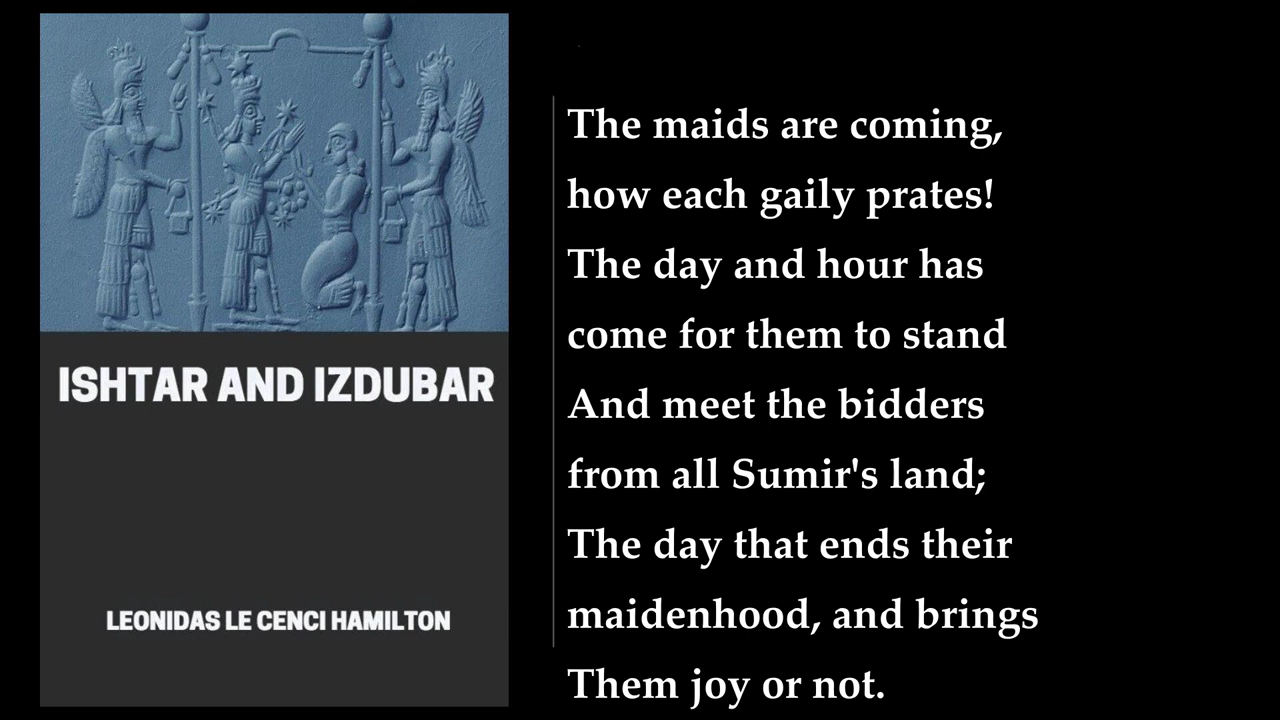 ISHTAR AND IZDUBAR
LEONIDAS LE CENCI HAMILTON
The maids are coming,
how each gaily prates!
The day and hour has
come for them to stand
And meet the bidders
from all Sumir's land;
The day that ends their
maidenhood, and brings
Them joy or not.